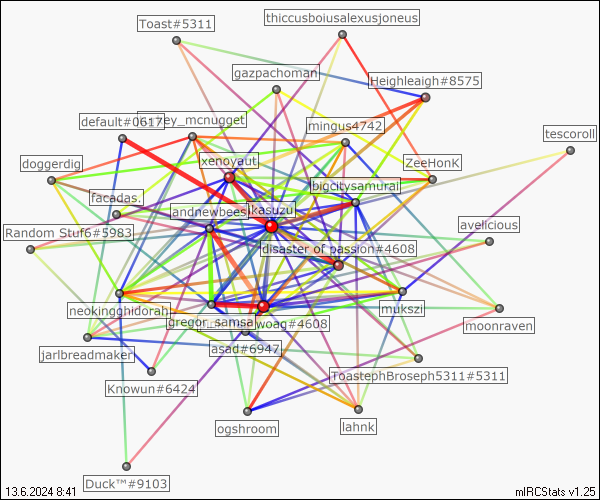 thiccusboiusalexusjoneus
Toast#5311
gazpachoman
Heighleaigh#8575
default#0617
ey_mcnugget
mingus4742
tescoroll
xenoyaut
doggerdig
ZeeHonK
bigcitysamurai
facadas.
andnewbees
ikasuzu
avelicious
Random Stuf6#5983
disaster of passion#4608
neokingghidorah
mukszi
gregor_samsa
woag#4608
moonraven
asad#6947
jarlbreadmaker
ToastephBroseph5311#5311
Knowun#6424
ogshroom
lahnk
Duck™#9103
13.6.2024 8:41
mIRCStats v1.25